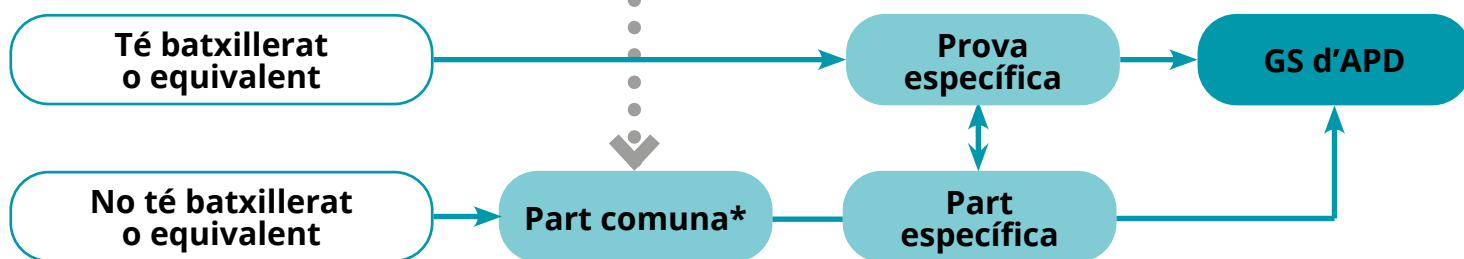 Té batxillerat
o equivalent
Prova
específica
GS d'APD
No té batxillerat
o equivalent
Part comuna*
Part
específica